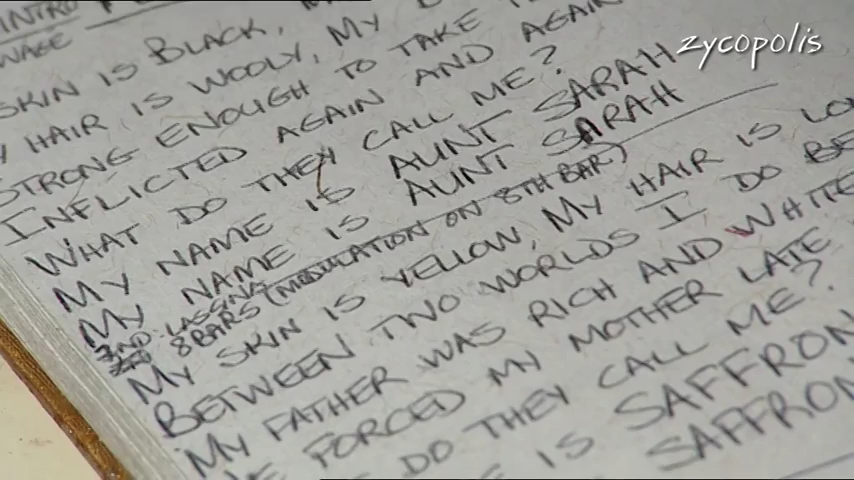 INTRO
zycopolis
SKIN IS BLACK,
HAIR IS WOOLY, MY
STRONG ENOUGH TO TAKE
INFLICTED AGAIN AND AGAIN
WHAT DO THEY CALL ME?
MY NAME IS AUNT SARAH
MY NAME IS AUNT SARAH
8 BARS (MODULATION ON 8TH BAR)
MY SKIN IS YELLOW, MY HAIR IS LO
BETWEEN TWO WORLDS I DO BE
MY FATHER WAS RICH AND WHITE
FORCED MY MOTHER LATE
DO THEY CALL ME?
IS SAFFRON
SAFFRON